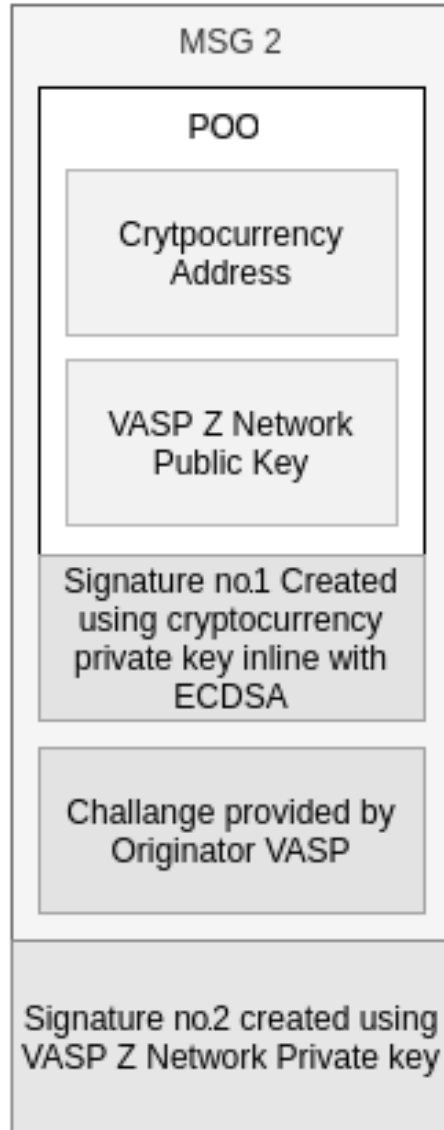 MSG 2
POO
Crytpocurrency
Address
VASP Z Network
Public Key
Signature no.1 Created
using cryptocurrency
private key inline with
ECDSA
Challange provided by
Originator VASP
Signature no.2 created using
VASP Z Network Private key